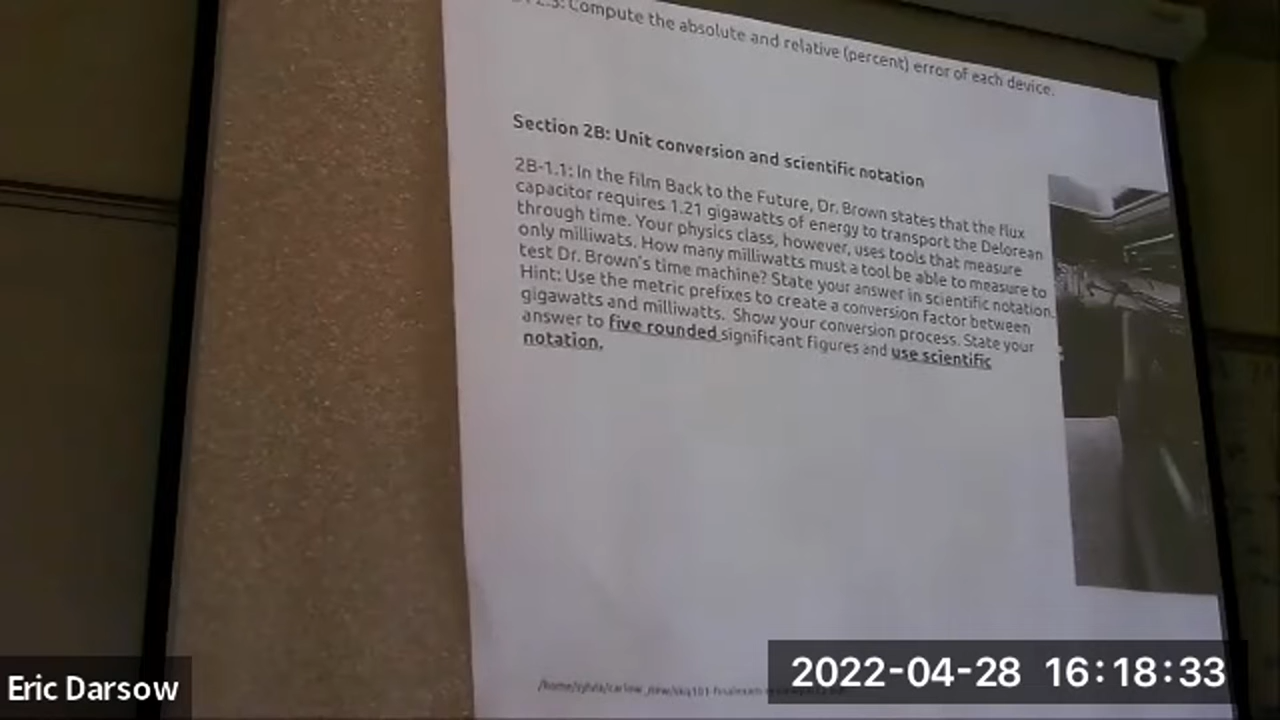 Compute the absolute and relative (percent) error of each device.
Section 2B: Unit conversion and scientific notation
2B-1.1: In the film Back to the Future, Dr. Brown states that the flux
capacitor requires 1.21 gigawatts of energy to transport the Delorean
through time. Your physics class, however, uses tools that measure
only milliwats. How many milliwatts must a tool be able to measure to
test Dr. Brown's time machine? State your answer in scientific notation.
Hint: Use the metric prefixes to create a conversion factor between
gigawatts and milliwatts. Show your conversion process. State your
answer to five rounded significant figures and use scientific
notation.
Eric Darsow
2022-04-28 16:18:33